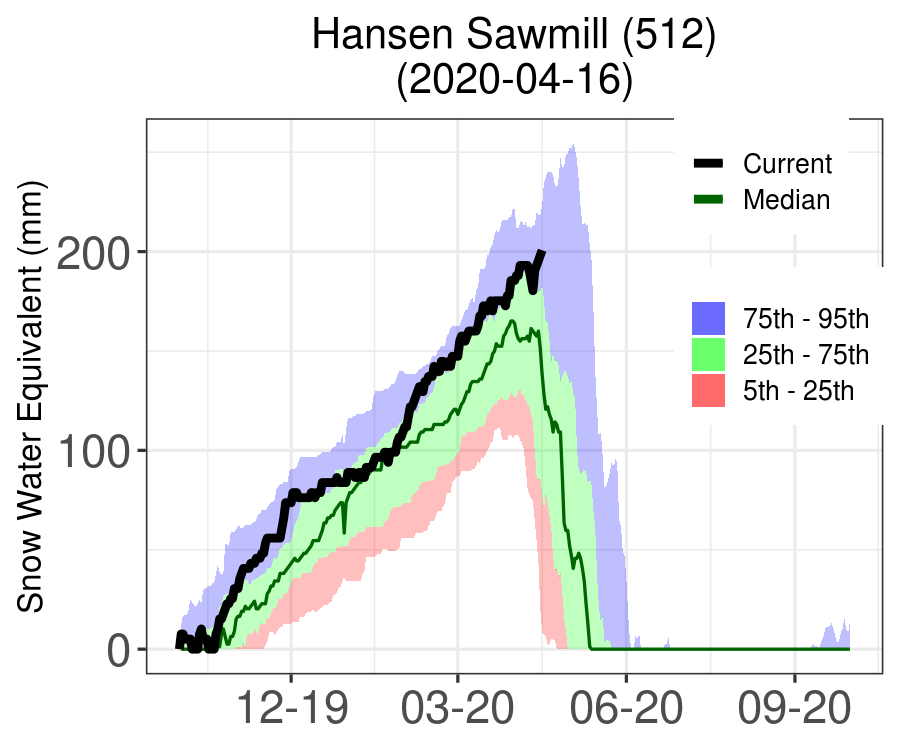 Hansen Sawmill (512)
(2020-04-16)
Snow Water Equivalent (mm)
200
100
0
12-19
03-20
06-20
09-20
Current
Median
75th - 95th
25th - 75th
5th - 25th